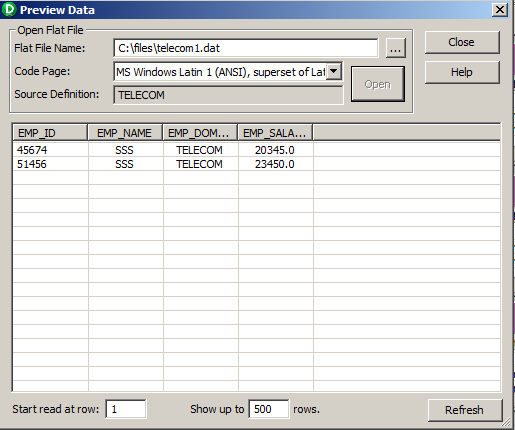 Preview Data
Open Flat File
Flat File Name: C:\files\telecom1.dat ... Close
Code Page: MS Windows Latin 1 (ANSI), superset of Lat Open Help
Source Definition: TELECOM
EMP_ID EMP_NAME EMP_DOM... EMP_SALA...
45674 SSS TELECOM 20345.0
51456 SSS TELECOM 23450.0
Start read at row: 1 Show up to 500 rows. Refresh